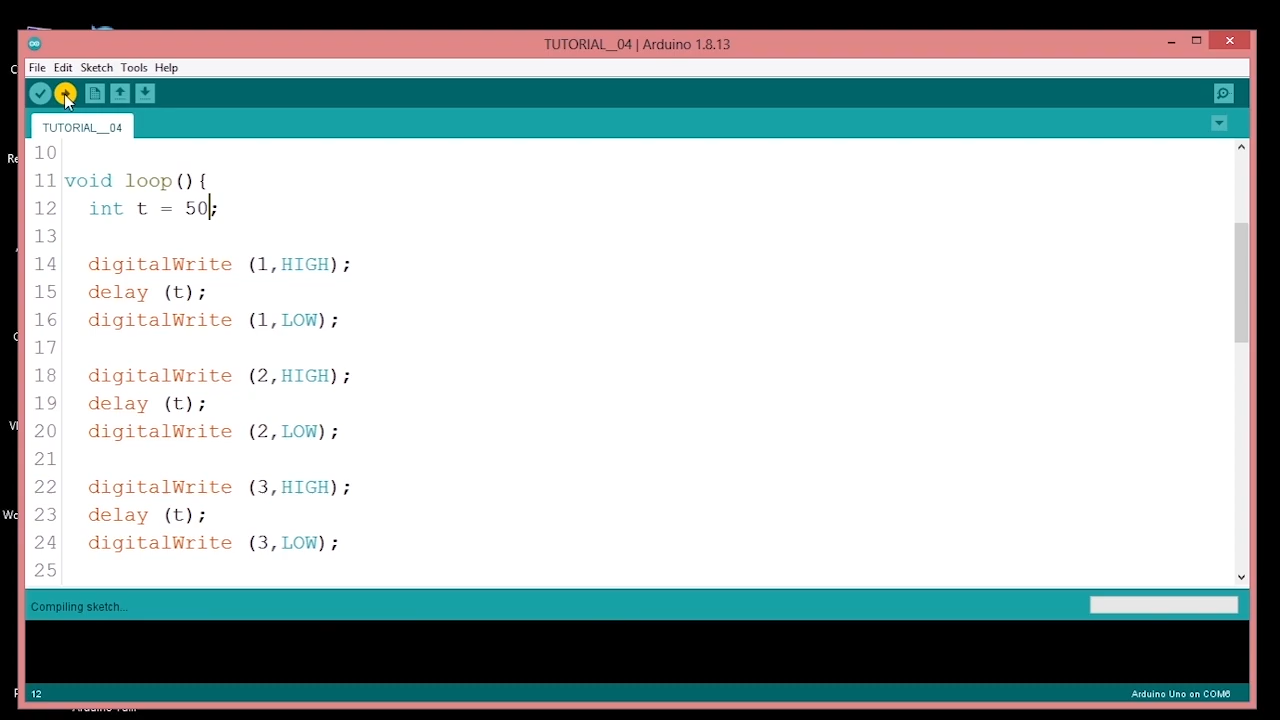 TUTORIAL__04 | Arduino 1.8.13
File Edit Sketch Tools Help
TUTORIAL__04
10
11 void loop(){
12 int t = 50;
13
14 digitalWrite (1,HIGH);
15 delay (t);
16 digitalWrite (1,LOW);
17
18 digitalWrite (2,HIGH);
19 delay (t);
20 digitalWrite (2,LOW);
21
22 digitalWrite (3,HIGH);
23 delay (t);
24 digitalWrite (3,LOW);
25
Compiling sketch...
12 Arduino Uno on COM6